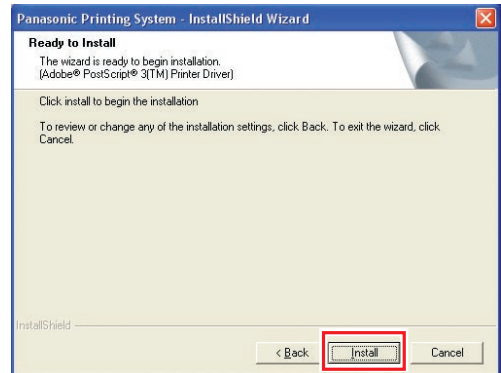 Panasonic Printing System - InstallShield Wizard
Ready to Install
The wizard is ready to begin installation.
(Adobe® PostScript® 3(TM) Printer Driver)
Click install to begin the installation
To review or change any of the installation settings, click Back. To exit the wizard, click
Cancel.
InstallShield
< Back Install Cancel